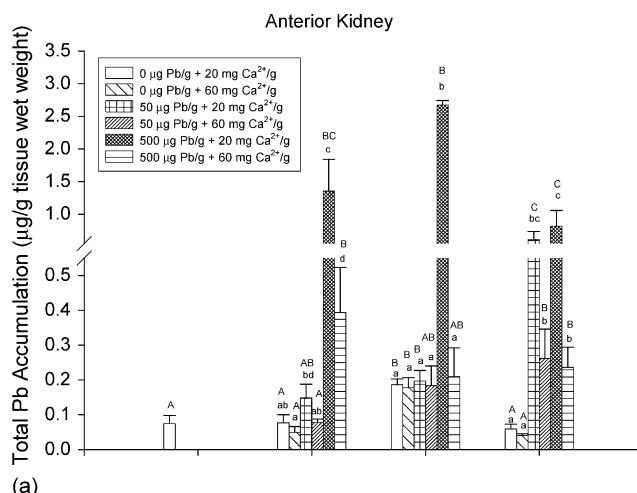 Anterior Kidney
Total Pb Accumulation (μg/g tissue wet weight)
3.5
3.0
2.5
2.0
1.5
1.0
0.5
0.4
0.3
0.2
0.1
0.0
0 μg Pb/g + 20 mg Ca²⁺/g
0 μg Pb/g + 60 mg Ca²⁺/g
50 μg Pb/g + 20 mg Ca²⁺/g
50 μg Pb/g + 60 mg Ca²⁺/g
500 μg Pb/g + 20 mg Ca²⁺/g
500 μg Pb/g + 60 mg Ca²⁺/g
A
A
ab
A
a
AB
bd
A
ab
BC
c
B
d
B
a
B
a
B
a
AB
a
B
b
AB
a
A
a
A
a
C
bc
B
b
C
c
B
b
(a)